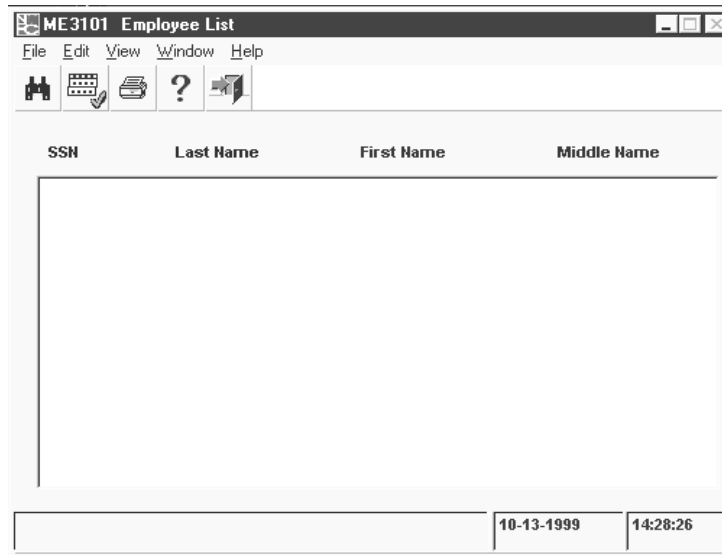 ME3101 Employee List
File Edit View Window Help
?
SSN Last Name First Name Middle Name
10-13-1999 14:28:26